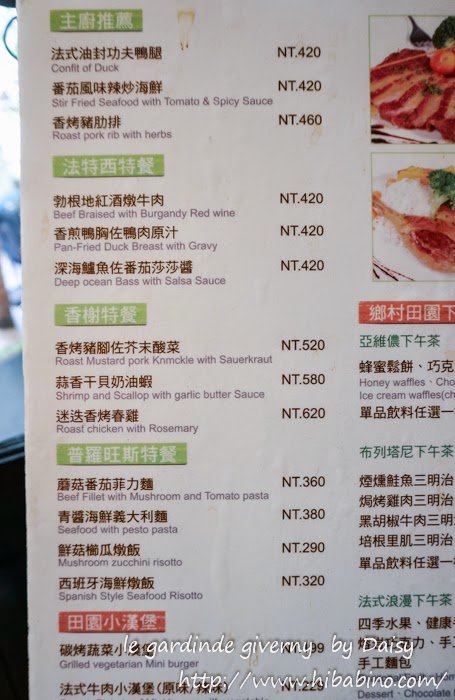 主廚推薦
法式油封功夫鴨腿 NT.420
Confit of Duck
番茄風味辣炒海鮮 NT.420
Stir Fried Seafood with Tomato & Spicy Sauce
香烤豬肋排 NT.460
Roast pork rib with herbs
法特西特餐
勃根地紅酒燉牛肉 NT.420
Beef Braised with Burgandy Red wine
香煎鴨胸佐鴨肉原汁 NT.420
Pan-Fried Duck Breast with Gravy
深海鱸魚佐番茄莎莎醬 NT.420
Deep ocean Bass with Salsa Sauce
香榭特餐
香烤豬腳佐芥末酸菜 NT.520
Roast Mustard pork Knmckle with Sauerkraut
蒜香干貝奶油蝦 NT.580
Shrimp and Scallop with garlic butter Sauce
迷迭香烤春雞 NT.620
Roast chicken with Rosemary
普羅旺斯特餐
蘑菇番茄菲力麵 NT.360
Beef Fillet with Mushroom and Tomato pasta
青醬海鮮義大利麵 NT.380
Seafood with pesto pasta
鮮菇櫛瓜燉飯 NT.290
Mushroom zucchini risotto
西班牙海鮮燉飯 NT.320
Spanish Style Seafood Risotto
田園小漢堡
碳烤蔬菜小
Grilled vegetarian Mini burger
法式牛肉小漢堡(原味/辣味)
鄉村田園下
亞維儂下午茶
蜂蜜鬆餅、巧克
Honey waffles、Cho
Ice cream waffles(ch
單品飲料任選一
布列塔尼下午茶
煙燻鮭魚三明治
焗烤雞肉三明治
黑胡椒牛肉三明
培根里肌三明治
單品飲料任選一
法式浪漫下午茶
四季水果、健康
手工麵包
Dessert、Chocolate
le gardinde giverny by Daisy
http://www.hibabino.com/